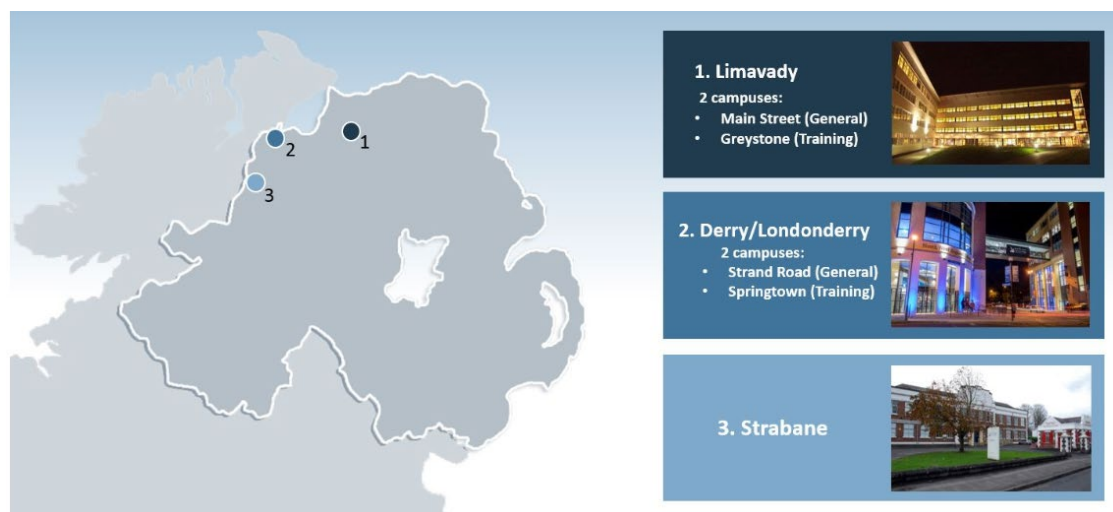 1
2
3
1. Limavady
2 campuses:
• Main Street (General)
• Greystone (Training)
2. Derry/Londonderry
2 campuses:
• Strand Road (General)
• Springtown (Training)
3. Strabane